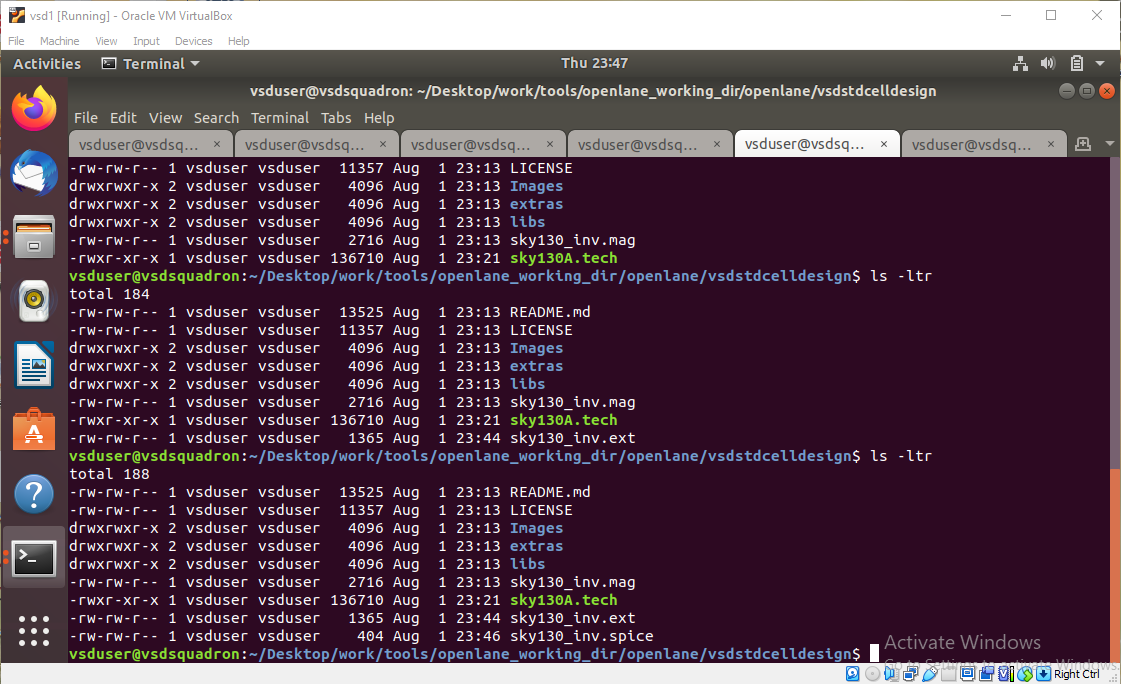 vsd1 [Running] - Oracle VM VirtualBox
File Machine View Input Devices Help
Activities Terminal Thu 23:47
vsduser@vsdsquadron: ~/Desktop/work/tools/openlane_working_dir/openlane/vsdstdcelldesign
File Edit View Search Terminal Tabs Help
vsduser@vsdsq... × vsduser@vsdsq... × vsduser@vsdsq... × vsduser@vsdsq... × vsduser@vsdsq... × vsduser@vsdsq... ×
-rw-rw-r-- 1 vsduser vsduser  11357 Aug  1 23:13 LICENSE
drwxrwxr-x 2 vsduser vsduser   4096 Aug  1 23:13 Images
drwxrwxr-x 2 vsduser vsduser   4096 Aug  1 23:13 extras
drwxrwxr-x 2 vsduser vsduser   4096 Aug  1 23:13 libs
-rw-rw-r-- 1 vsduser vsduser   2716 Aug  1 23:13 sky130_inv.mag
-rwxr-xr-x 1 vsduser vsduser 136710 Aug  1 23:21 sky130A.tech
vsduser@vsdsquadron:~/Desktop/work/tools/openlane_working_dir/openlane/vsdstdcelldesign$ ls -ltr
total 184
-rw-rw-r-- 1 vsduser vsduser  13525 Aug  1 23:13 README.md
-rw-rw-r-- 1 vsduser vsduser  11357 Aug  1 23:13 LICENSE
drwxrwxr-x 2 vsduser vsduser   4096 Aug  1 23:13 Images
drwxrwxr-x 2 vsduser vsduser   4096 Aug  1 23:13 extras
drwxrwxr-x 2 vsduser vsduser   4096 Aug  1 23:13 libs
-rw-rw-r-- 1 vsduser vsduser   2716 Aug  1 23:13 sky130_inv.mag
-rwxr-xr-x 1 vsduser vsduser 136710 Aug  1 23:21 sky130A.tech
-rw-rw-r-- 1 vsduser vsduser   1365 Aug  1 23:44 sky130_inv.ext
vsduser@vsdsquadron:~/Desktop/work/tools/openlane_working_dir/openlane/vsdstdcelldesign$ ls -ltr
total 188
-rw-rw-r-- 1 vsduser vsduser  13525 Aug  1 23:13 README.md
-rw-rw-r-- 1 vsduser vsduser  11357 Aug  1 23:13 LICENSE
drwxrwxr-x 2 vsduser vsduser   4096 Aug  1 23:13 Images
drwxrwxr-x 2 vsduser vsduser   4096 Aug  1 23:13 extras
drwxrwxr-x 2 vsduser vsduser   4096 Aug  1 23:13 libs
-rw-rw-r-- 1 vsduser vsduser   2716 Aug  1 23:13 sky130_inv.mag
-rwxr-xr-x 1 vsduser vsduser 136710 Aug  1 23:21 sky130A.tech
-rw-rw-r-- 1 vsduser vsduser   1365 Aug  1 23:44 sky130_inv.ext
-rw-rw-r-- 1 vsduser vsduser    404 Aug  1 23:46 sky130_inv.spice
vsduser@vsdsquadron:~/Desktop/work/tools/openlane_working_dir/openlane/vsdstdcelldesign$
Activate Windows
Go to Settings to activate Windows.
Right Ctrl